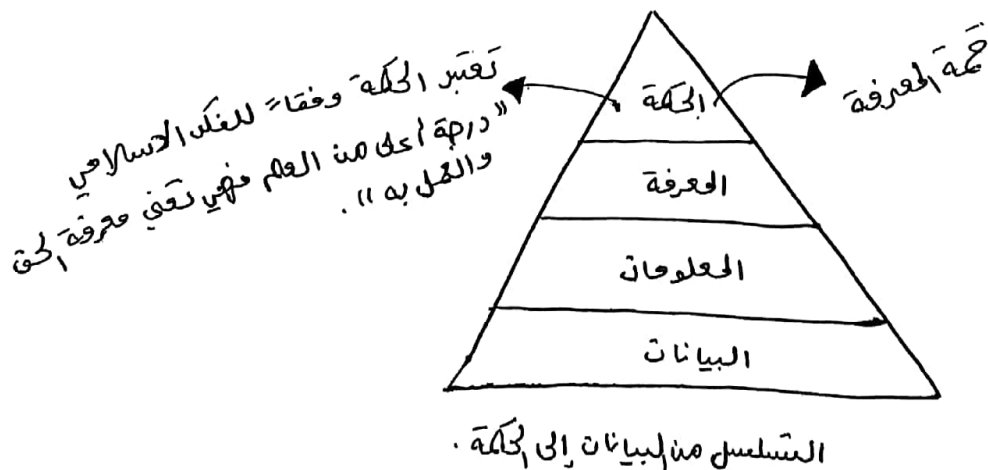 تعتبر الحكمة وفقاً للفكر الاسلامي
"درجة أعلى من العلم فهي تعني معرفة الحق
والعمل به".
قمة المعرفة
الحكمة
المعرفة
المعلومات
البيانات
التسلسل من البيانات إلى الحكمة.